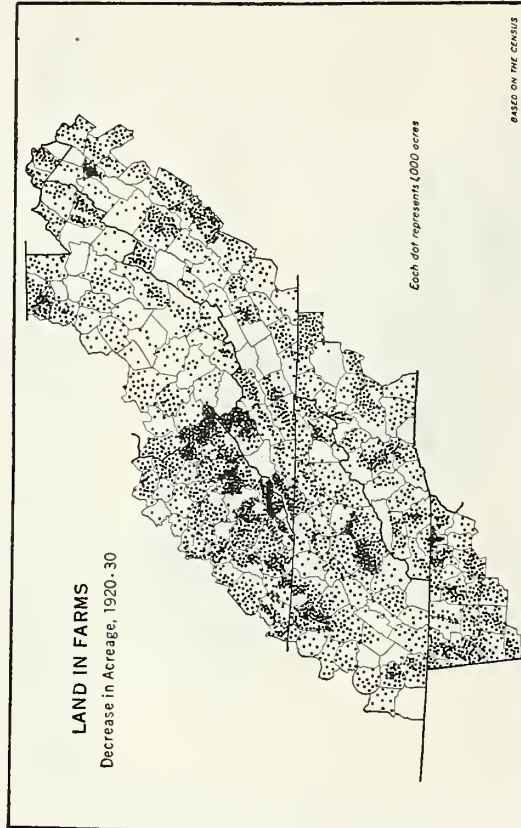 LAND IN FARMS
Decrease in Acreage, 1920-30
Each dot represents 1,000 acres
BASED ON THE CENSUS